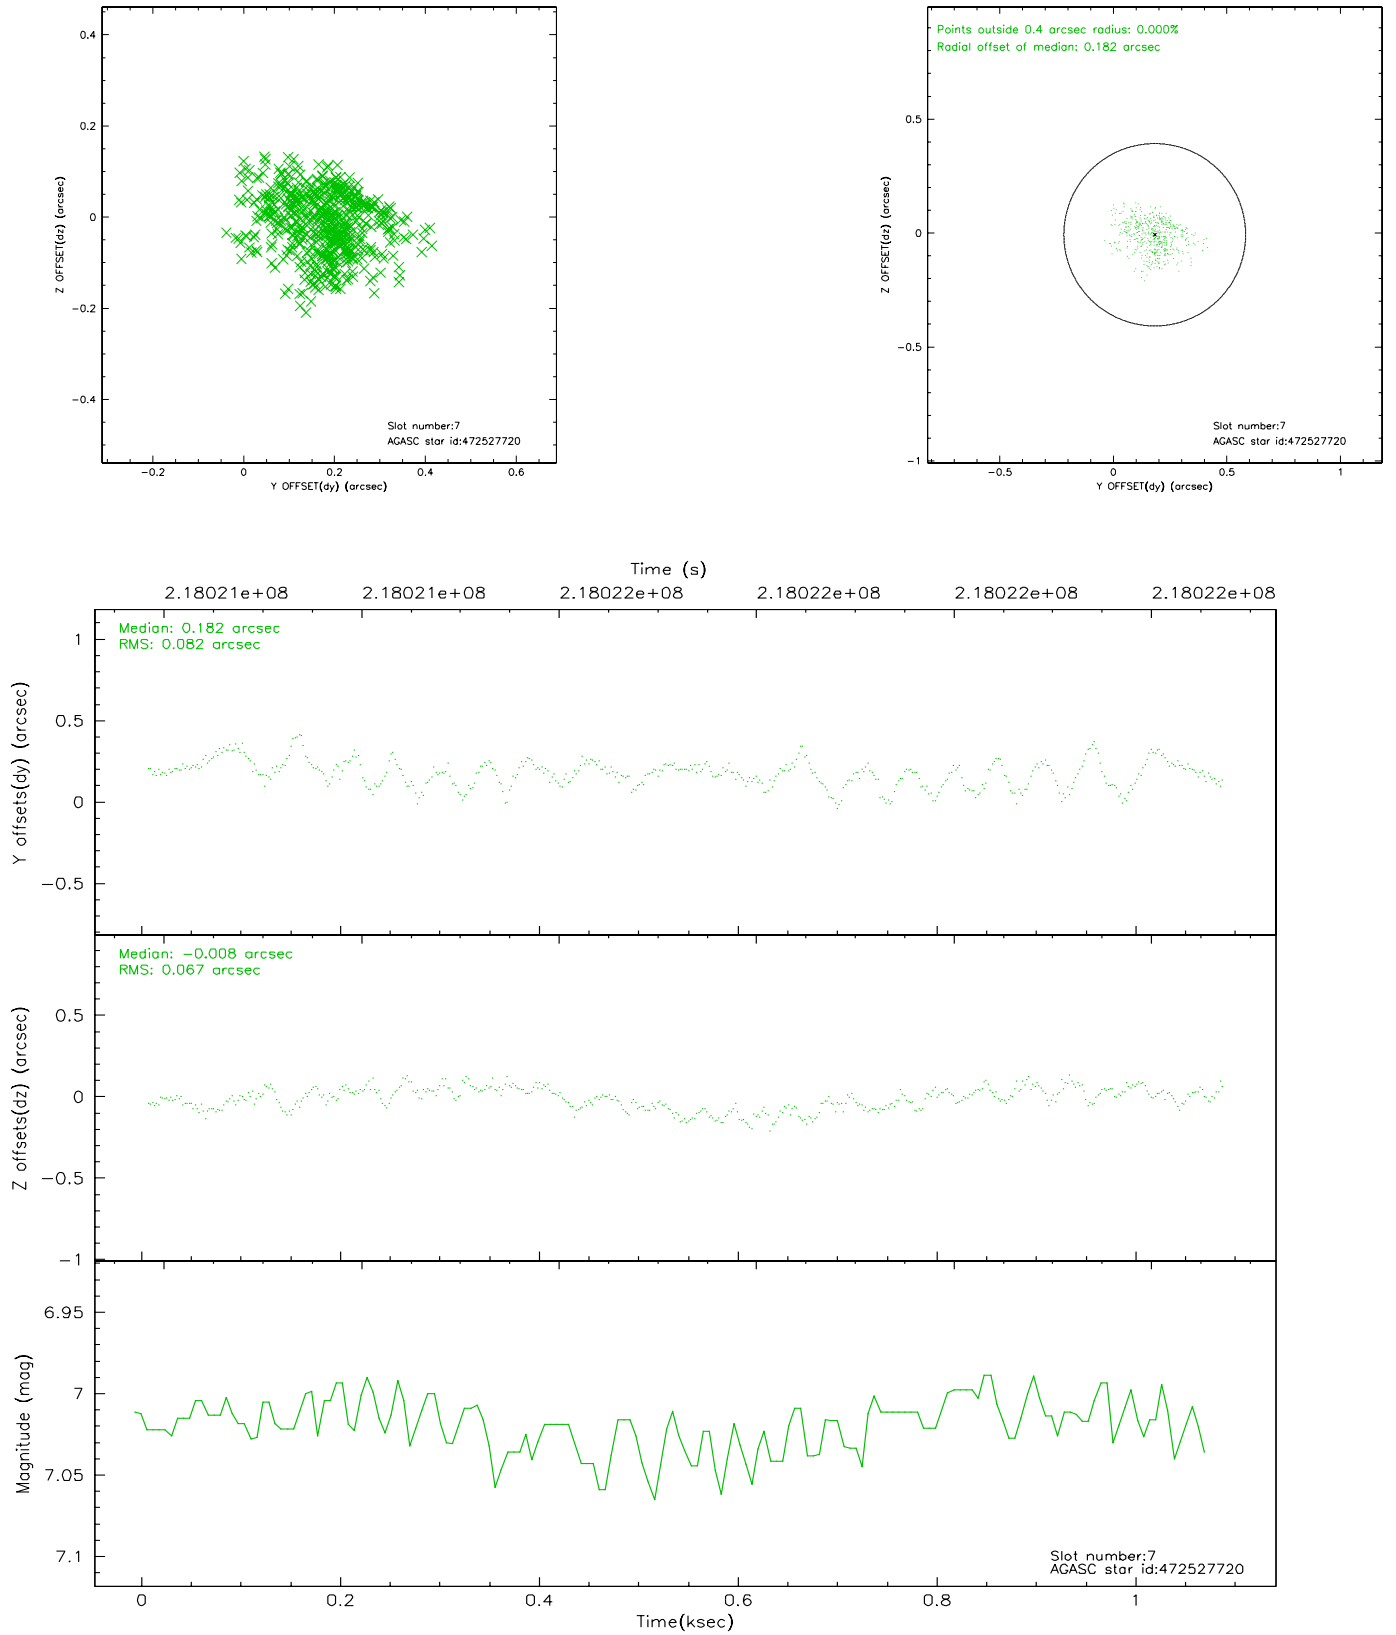 0.4
0.2
0
−0.2
−0.4
Z OFFSET(dz) (arcsec)
Slot number:7
AGASC star id:472527720
−0.2 0 0.2 0.4 0.6
Y OFFSET(dy) (arcsec)
Points outside 0.4 arcsec radius: 0.000%
Radial offset of median: 0.182 arcsec
0.5
0
−0.5
−1
Z OFFSET(dz) (arcsec)
Slot number:7
AGASC star id:472527720
−0.5 0 0.5 1
Y OFFSET(dy) (arcsec)
Time (s)
2.18021e+08 2.18021e+08 2.18022e+08 2.18022e+08 2.18022e+08 2.18022e+08
Median: 0.182 arcsec
RMS: 0.082 arcsec
1
0.5
0
−0.5
Y offsets(dy) (arcsec)
Median: −0.008 arcsec
RMS: 0.067 arcsec
0.5
0
−0.5
−1
Z offsets(dz) (arcsec)
6.95
7
7.05
7.1
Magnitude (mag)
Slot number:7
AGASC star id:472527720
0 0.2 0.4 0.6 0.8 1
Time(ksec)